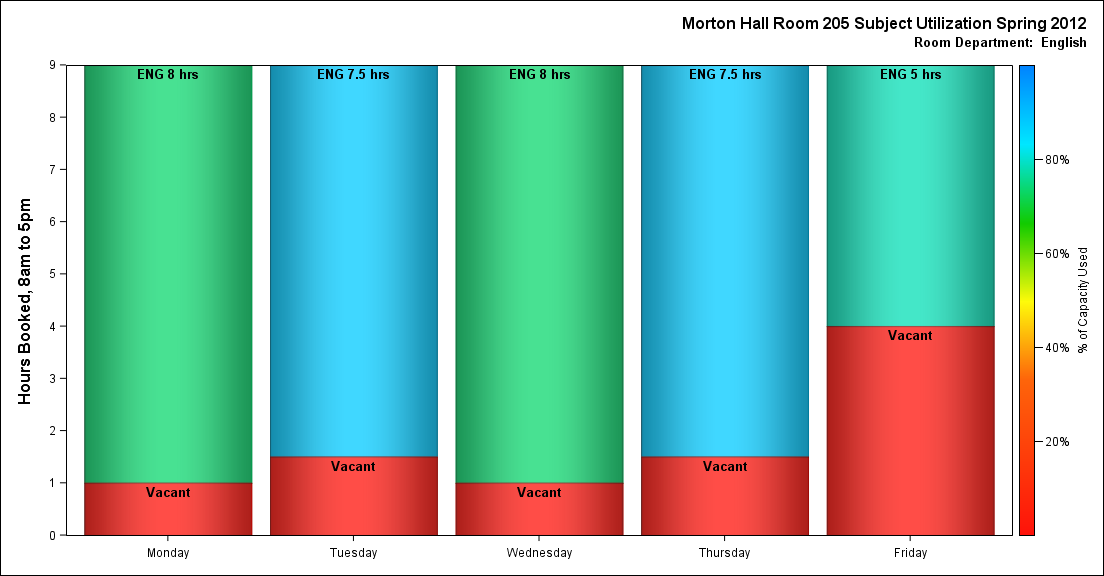 Morton Hall Room 205 Subject Utilization Spring 2012
Room Department: English
Hours Booked, 8am to 5pm
9
8
7
6
5
4
3
2
1
0
ENG 8 hrs
ENG 7.5 hrs
ENG 8 hrs
ENG 7.5 hrs
ENG 5 hrs
Vacant
Vacant
Vacant
Vacant
Vacant
Monday
Tuesday
Wednesday
Thursday
Friday
80%
60%
40%
20%
% of Capacity Used